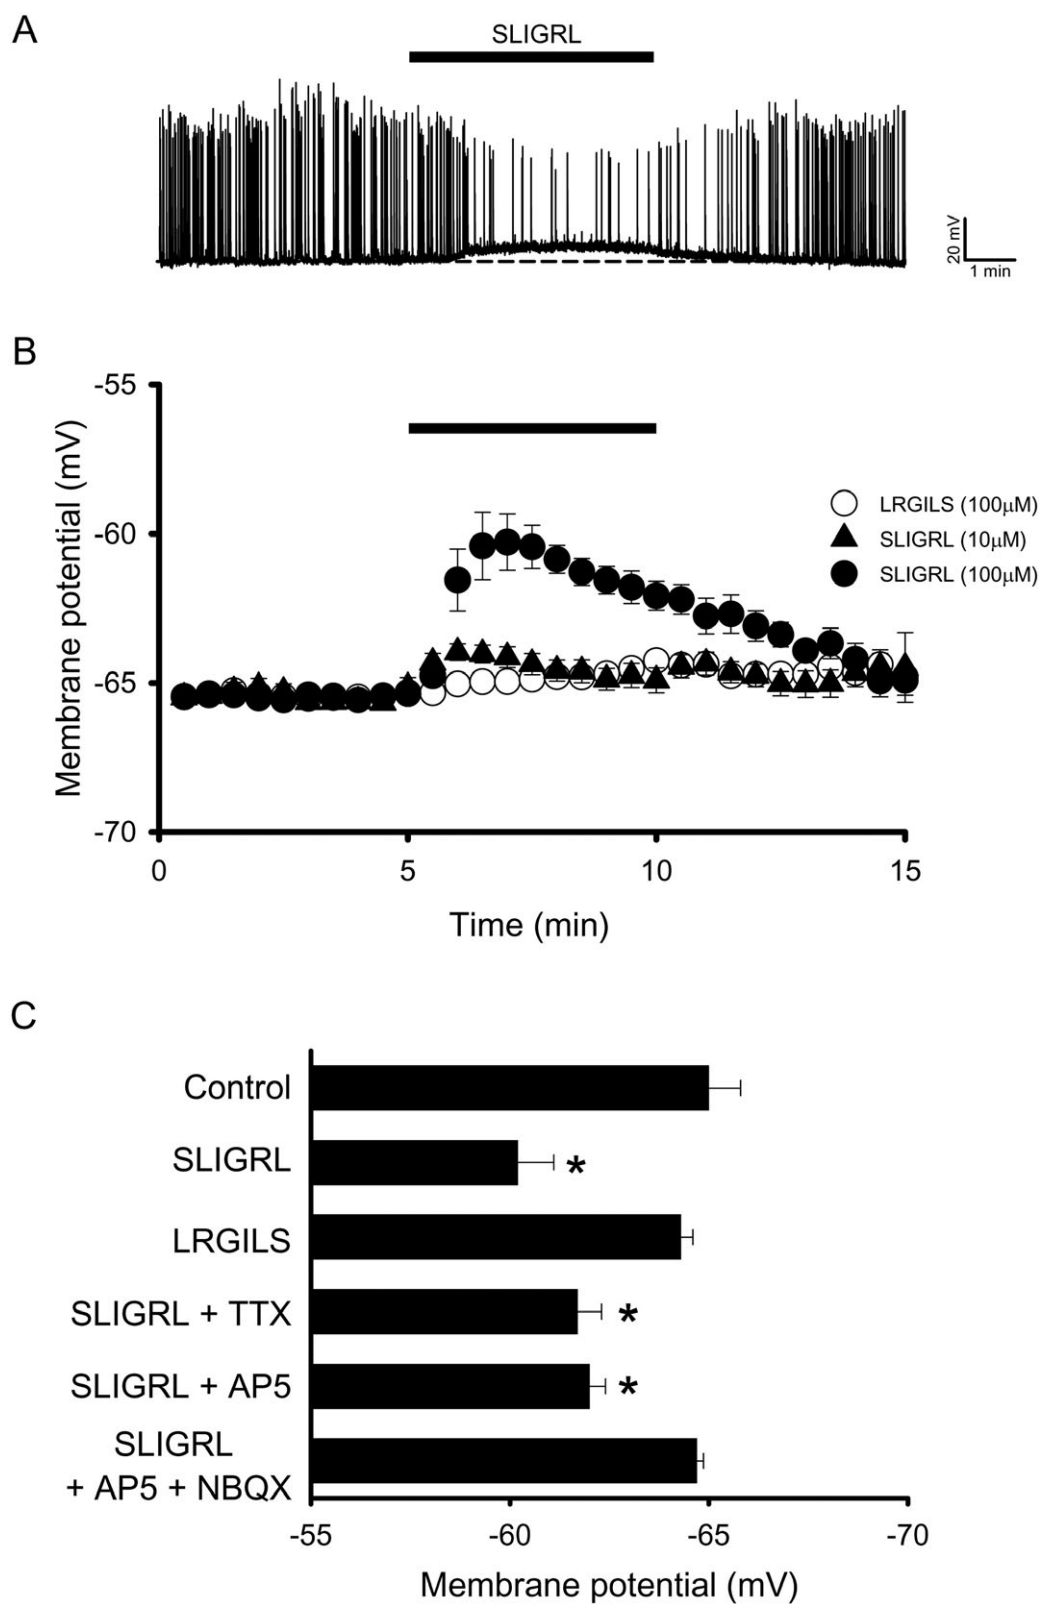 A
SLIGRL
20 mV
1 min
B
-55
-60
-65
-70
Membrane potential (mV)
LRGILS (100μM)
SLIGRL (10μM)
SLIGRL (100μM)
0 5 10 15
Time (min)
C
Control
SLIGRL
*
LRGILS
SLIGRL + TTX
*
SLIGRL + AP5
*
SLIGRL
+ AP5 + NBQX
-55 -60 -65 -70
Membrane potential (mV)